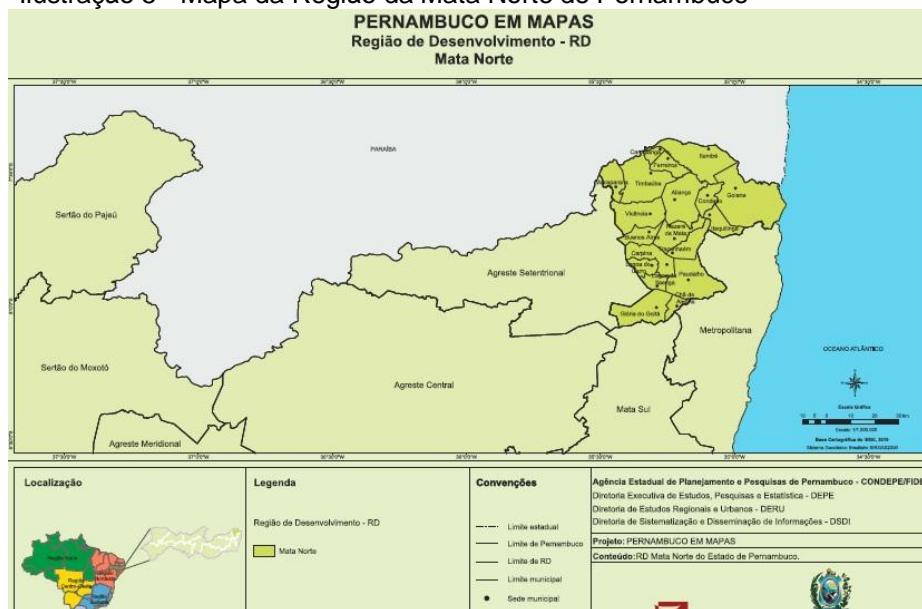 Ilustração 3 - Mapa da Região da Mata Norte de Pernambuco
PERNAMBUCO EM MAPAS
Região de Desenvolvimento - RD
Mata Norte
PARAÍBA
Itambé
Ferreiros
Timbaúba
Aliança
Goiana
Condado
Sertão do Pajeú
Vicência
Itaquitinga
Nazaré da Mata
Buenos Aires
Agreste Setentrional
Carpina
Paudalho
Glória do Goitá
Metropolitana
OCEANO ATLÂNTICO
Sertão do Moxotó
Agreste Central
Mata Sul
Agreste Meridional
Escala Gráfica
Localização
Legenda
Região de Desenvolvimento - RD
Mata Norte
Convenções
Limite estadual
Limite de Pernambuco
Limite de RD
Limite municipal
Sede municipal
Agência Estadual de Planejamento e Pesquisas de Pernambuco - CONDEPE/FIDE
Diretoria Executiva de Estudos, Pesquisas e Estatística - DEPE
Diretoria de Estudos Regionais e Urbanos - DERU
Diretoria de Sistematização e Disseminação de Informações - DSDI
Projeto: PERNAMBUCO EM MAPAS
Conteúdo: RD Mata Norte do Estado de Pernambuco.